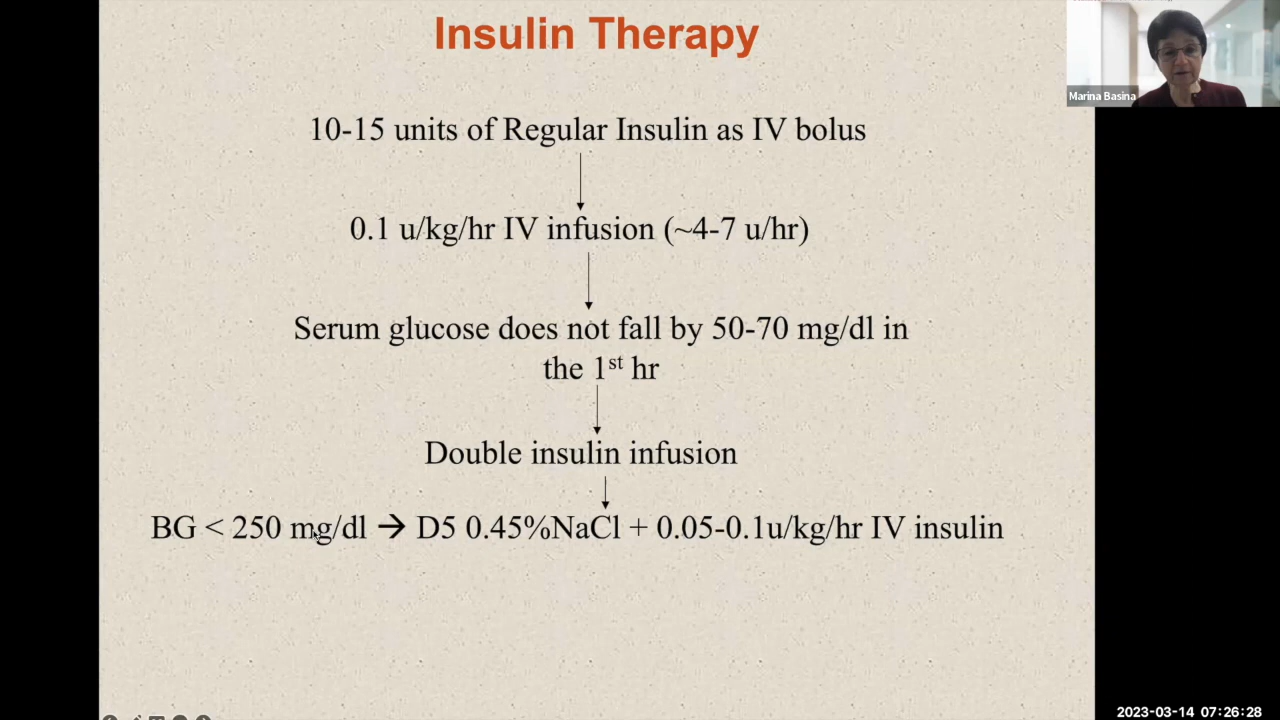 Insulin Therapy
Marina Basina
10-15 units of Regular Insulin as IV bolus
0.1 u/kg/hr IV infusion (~4-7 u/hr)
Serum glucose does not fall by 50-70 mg/dl in
the 1st hr
Double insulin infusion
BG < 250 mg/dl → D5 0.45%NaCl + 0.05-0.1u/kg/hr IV insulin
2023-03-14 07:26:28